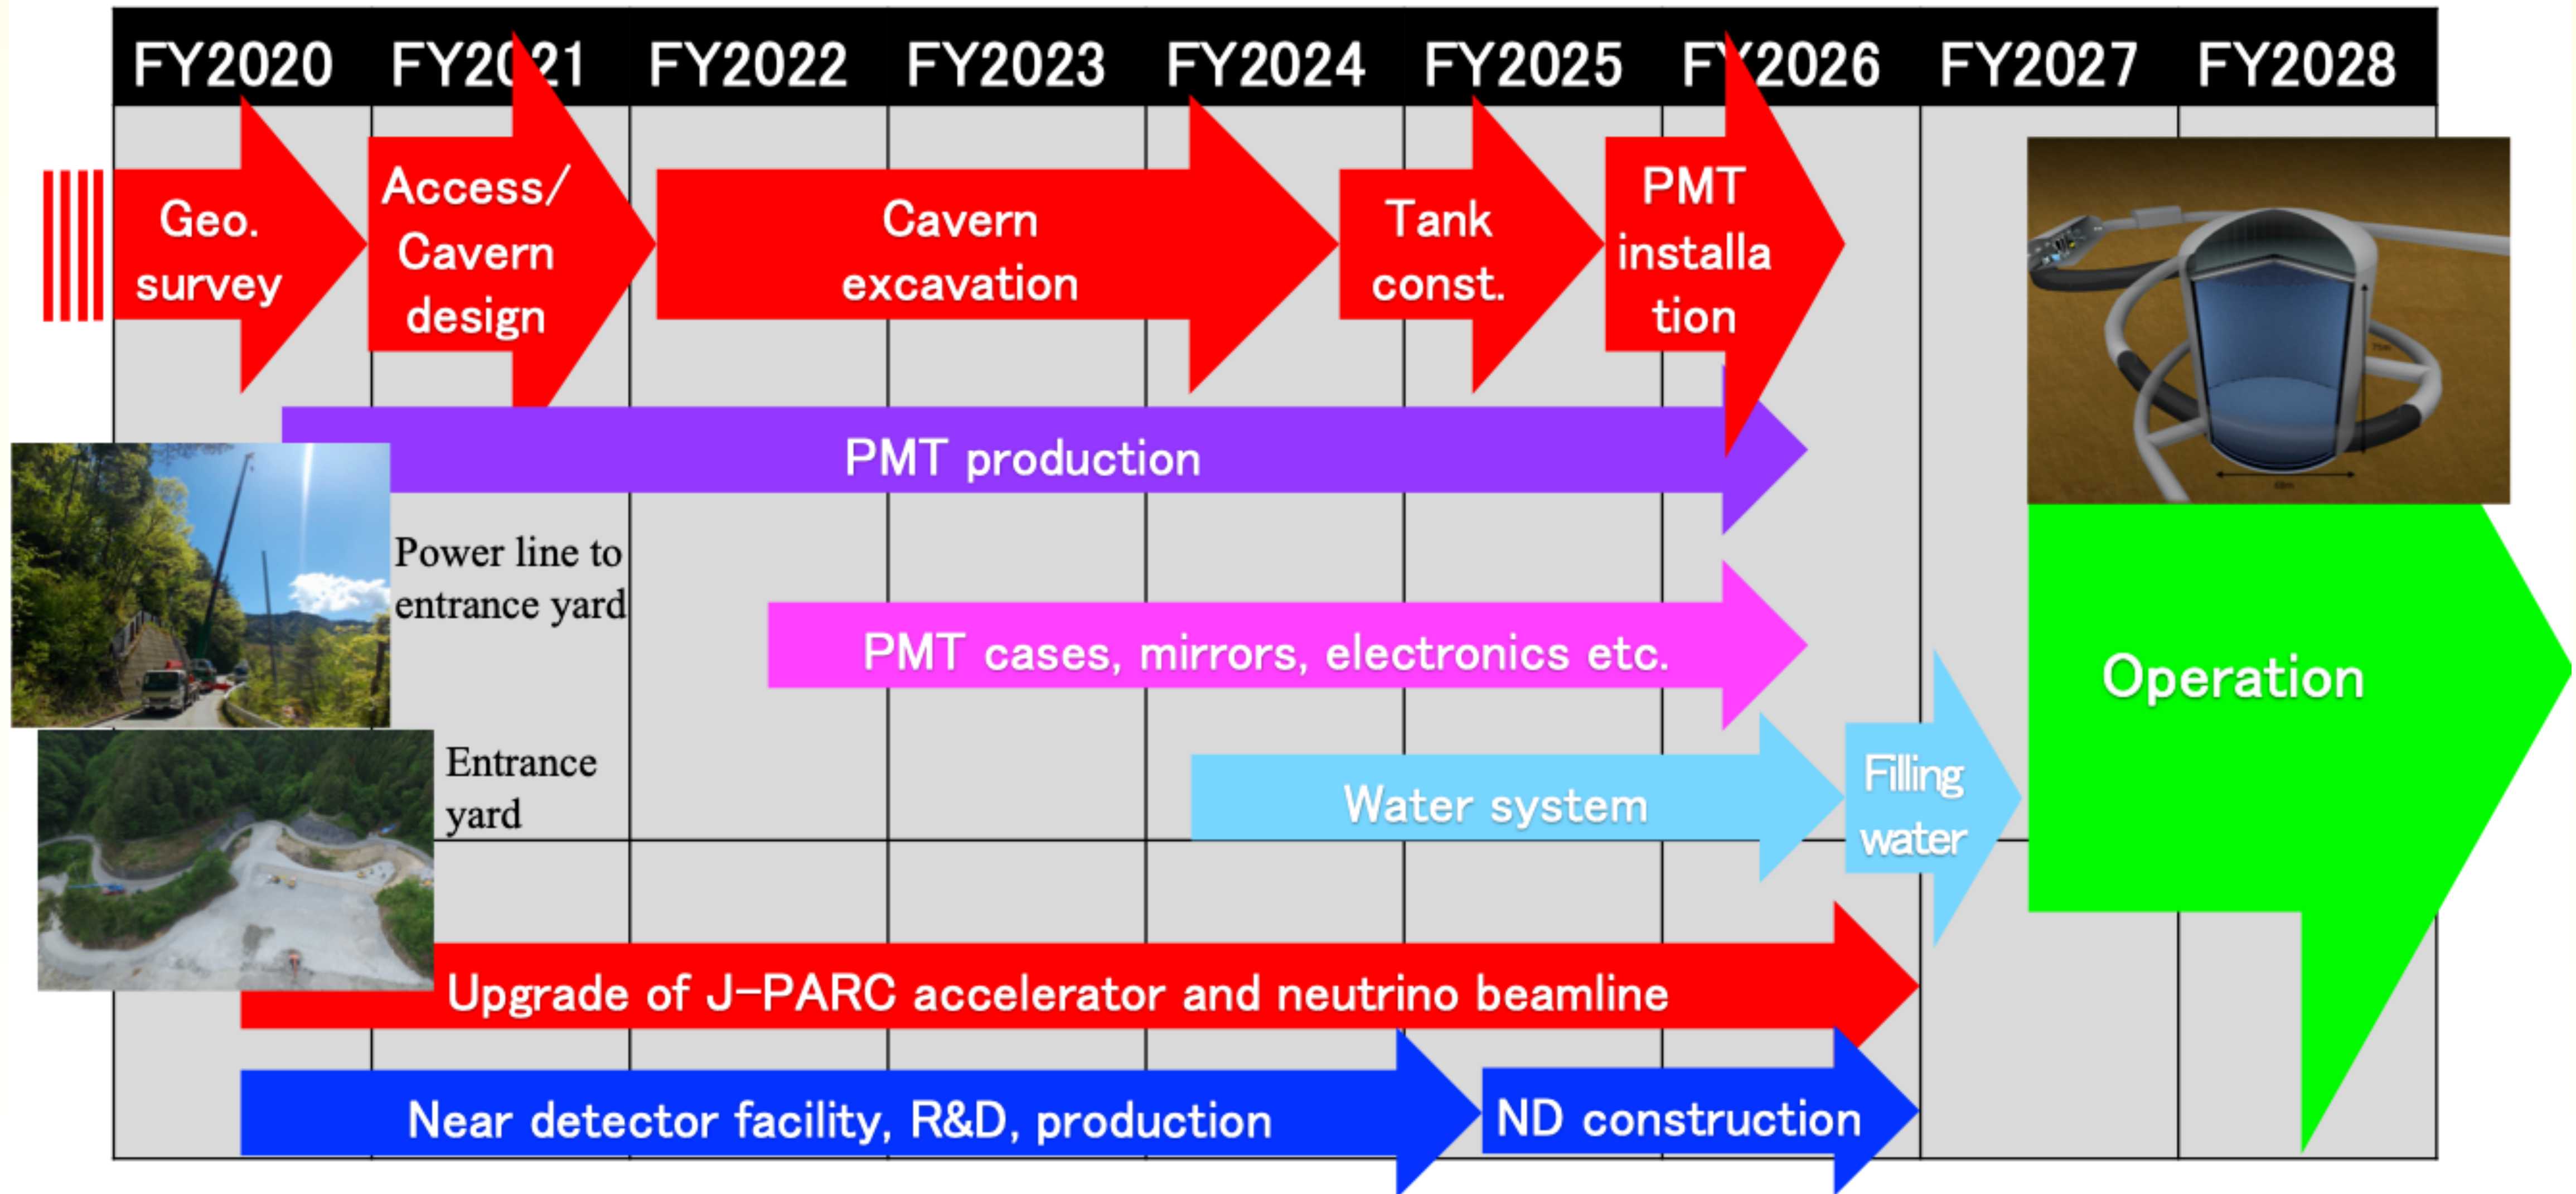 FY2020 FY2021 FY2022 FY2023 FY2024 FY2025 FY2026 FY2027 FY2028
Geo.
survey
Access/
Cavern
design
Cavern
excavation
Tank
const.
PMT
installa
tion
PMT production
Power line to
entrance yard
PMT cases, mirrors, electronics etc.
Operation
Entrance
yard
Water system
Filling
water
Upgrade of J-PARC accelerator and neutrino beamline
Near detector facility, R&D, production
ND construction
68m